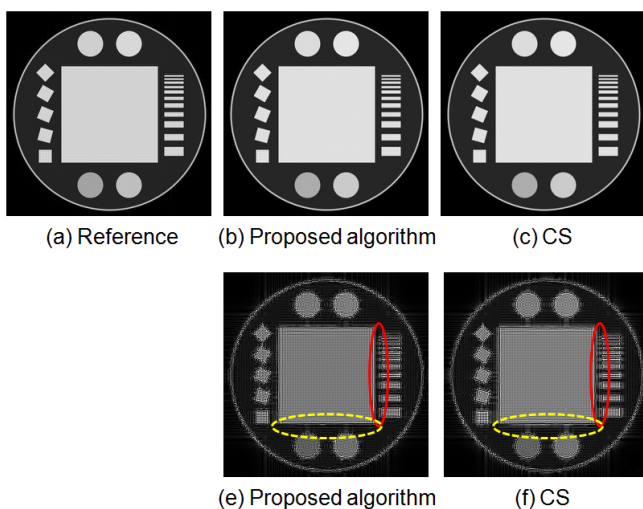 (a) Reference
(b) Proposed algorithm
(c) CS
(e) Proposed algorithm
(f) CS